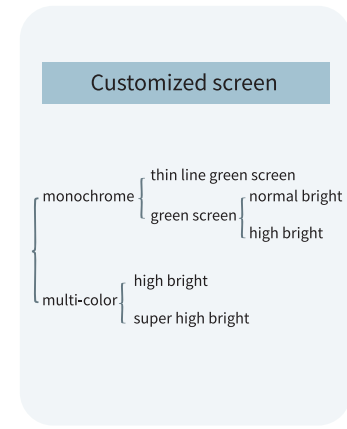 Customized screen
thin line green screen
monochrome
normal bright
green screen
high bright
high bright
multi-color
super high bright